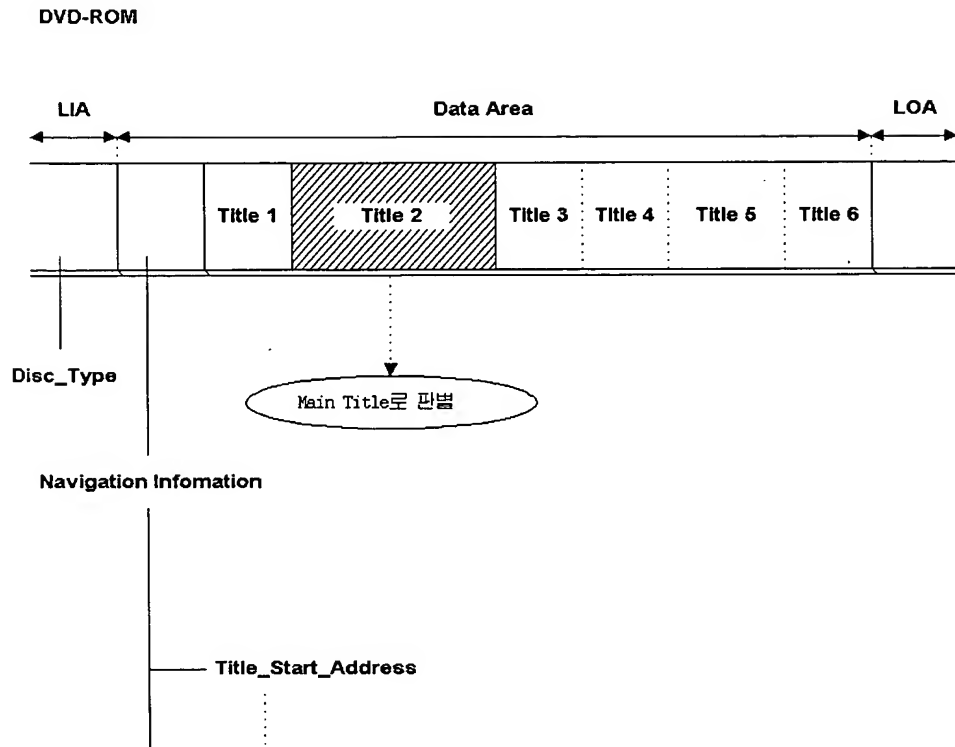 DVD-ROM
LIA
Data Area
LOA
Title 1
Title 2
Title 3
Title 4
Title 5
Title 6
Disc_Type
Main Title로 판별
Navigation Infomation
Title_Start_Address